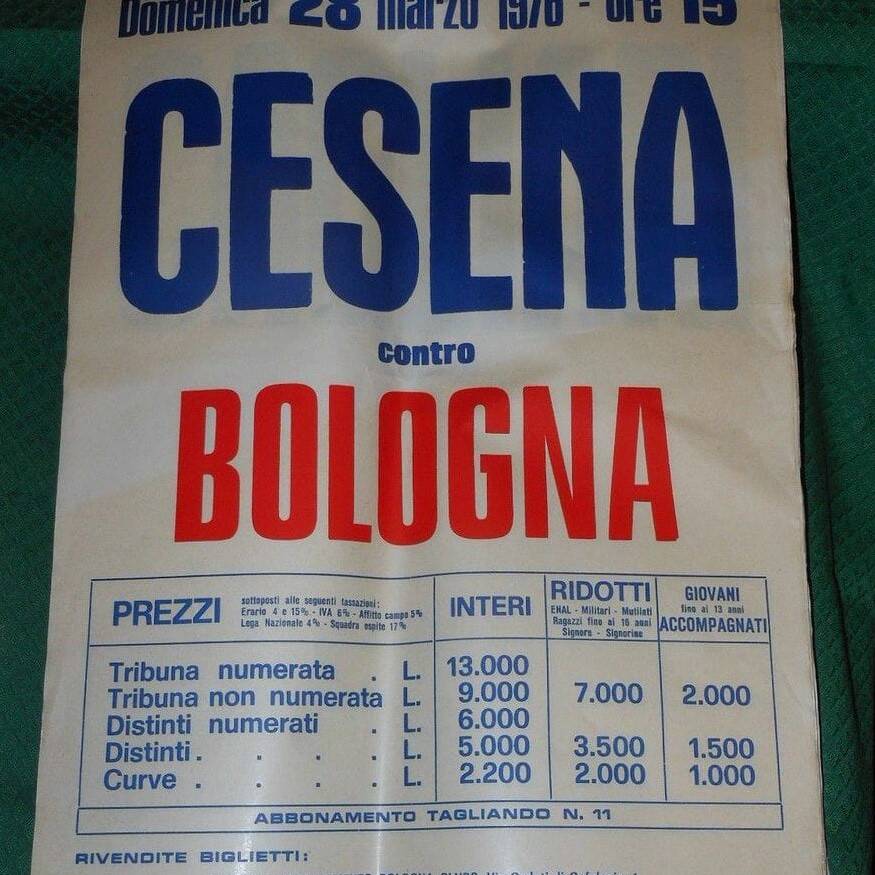 Domenica 28 marzo 1976 - ore 15
CESENA
contro
BOLOGNA
PREZZI
sottoposti alle seguenti tassazioni:
Erario 4 e 15% - IVA 6% - Affitto campo 5%
Lega Nazionale 4% - Squadra ospite 17%
INTERI
RIDOTTI
ENAL - Militari - Mutilati
Ragazzi fino ai 16 anni
Signore - Signorine
GIOVANI
fino ai 13 anni
ACCOMPAGNATI
Tribuna numerata . L. 13.000
Tribuna non numerata L. 9.000 7.000 2.000
Distinti numerati . L. 6.000
Distinti . . . . L. 5.000 3.500 1.500
Curve . . . . L. 2.200 2.000 1.000
ABBONAMENTO TAGLIANDO N. 11
RIVENDITE BIGLIETTI: